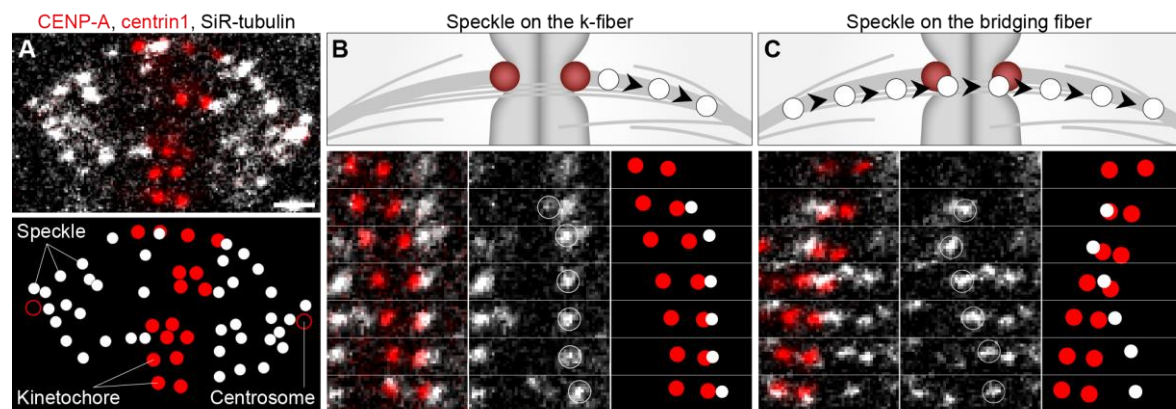 CENP-A, centrin1, SiR-tubulin
A
Speckle
Kinetochore
Centrosome
Speckle on the k-fiber
B
Speckle on the bridging fiber
C